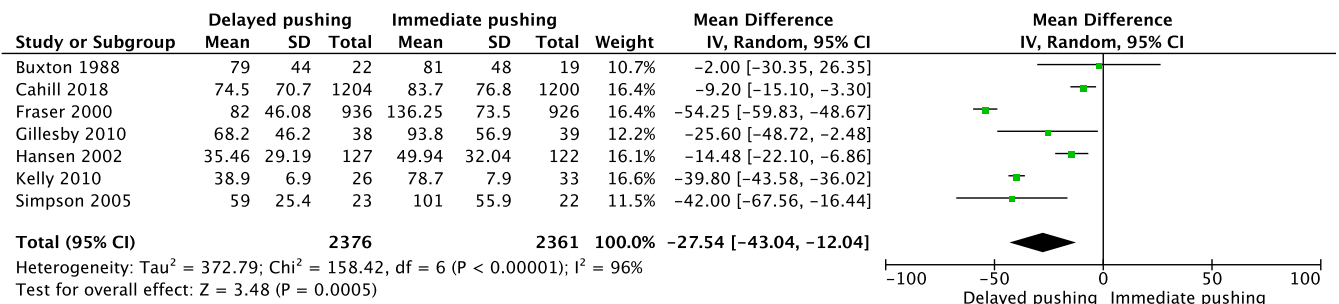 Delayed pushing Immediate pushing Mean Difference Mean Difference
Study or Subgroup Mean SD Total Mean SD Total Weight IV, Random, 95% CI IV, Random, 95% CI
Buxton 1988 79 44 22 81 48 19 10.7% −2.00 [−30.35, 26.35]
Cahill 2018 74.5 70.7 1204 83.7 76.8 1200 16.4% −9.20 [−15.10, −3.30]
Fraser 2000 82 46.08 936 136.25 73.5 926 16.4% −54.25 [−59.83, −48.67]
Gillesby 2010 68.2 46.2 38 93.8 56.9 39 12.2% −25.60 [−48.72, −2.48]
Hansen 2002 35.46 29.19 127 49.94 32.04 122 16.1% −14.48 [−22.10, −6.86]
Kelly 2010 38.9 6.9 26 78.7 7.9 33 16.6% −39.80 [−43.58, −36.02]
Simpson 2005 59 25.4 23 101 55.9 22 11.5% −42.00 [−67.56, −16.44]
Total (95% CI) 2376 2361 100.0% −27.54 [−43.04, −12.04]
Heterogeneity: Tau² = 372.79; Chi² = 158.42, df = 6 (P < 0.00001); I² = 96%
Test for overall effect: Z = 3.48 (P = 0.0005)
−100 −50 0 50 100
Delayed pushing Immediate pushing